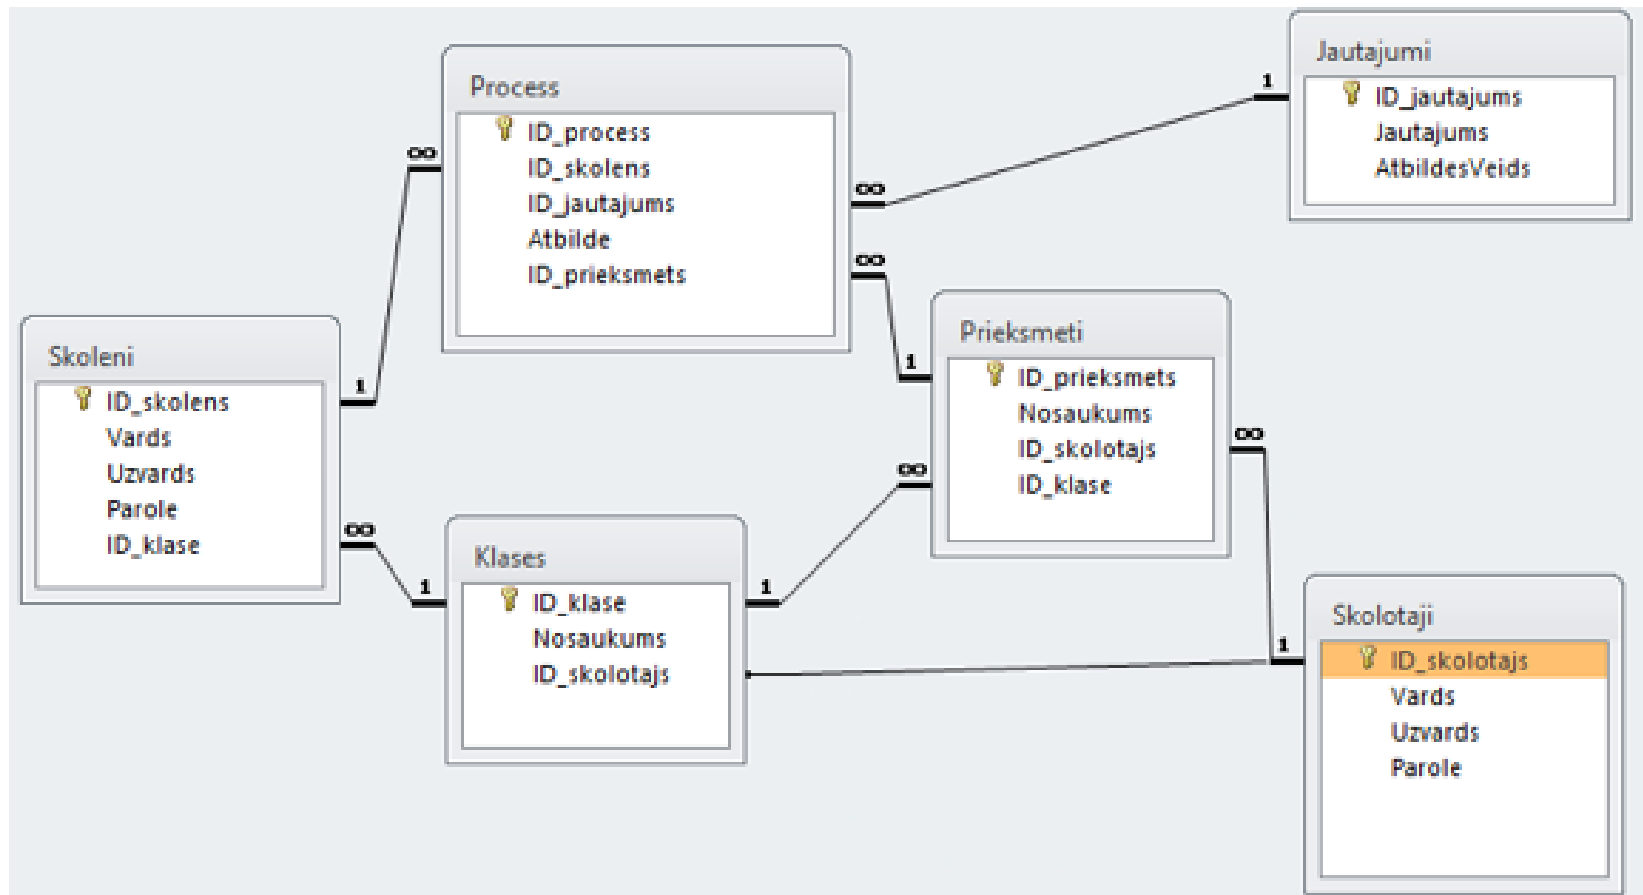 Process
ID_process
ID_skolens
ID_jautajums
Atbilde
ID_prieksmets
Jautajumi
ID_jautajums
Jautajums
AtbildesVeids
Skoleni
ID_skolens
Vards
Uzvards
Parole
ID_klase
Klases
ID_klase
Nosaukums
ID_skolotajs
Prieksmeti
ID_prieksmets
Nosaukums
ID_skolotajs
ID_klase
Skolotaji
ID_skolotajs
Vards
Uzvards
Parole
∞
1
∞
1
∞
1
∞
1
∞
1
∞
1